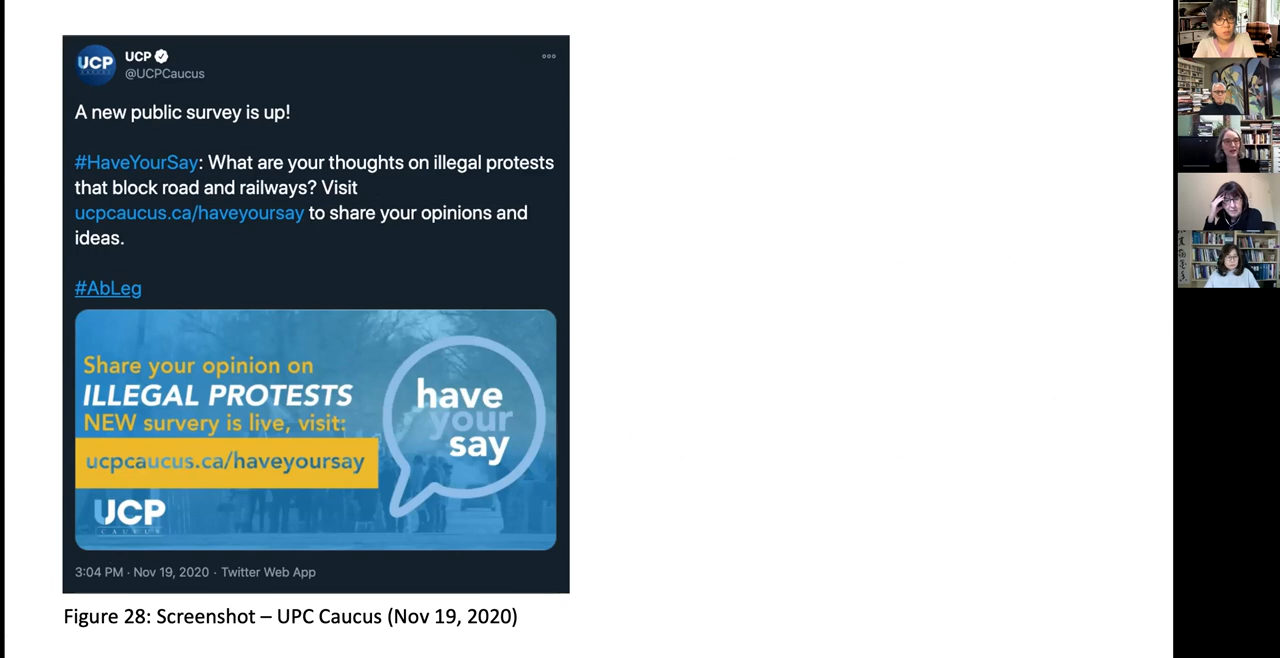 UCP
CAUCUS
UCP
@UCPCaucus
A new public survey is up!
#HaveYourSay: What are your thoughts on illegal protests
that block road and railways? Visit
ucpcaucus.ca/haveyoursay to share your opinions and
ideas.
#AbLeg
Share your opinion on
ILLEGAL PROTESTS
NEW survery is live, visit:
ucpcaucus.ca/haveyoursay
have
your
say
UCP
CAUCUS
3:04 PM · Nov 19, 2020 · Twitter Web App
Figure 28: Screenshot – UPC Caucus (Nov 19, 2020)